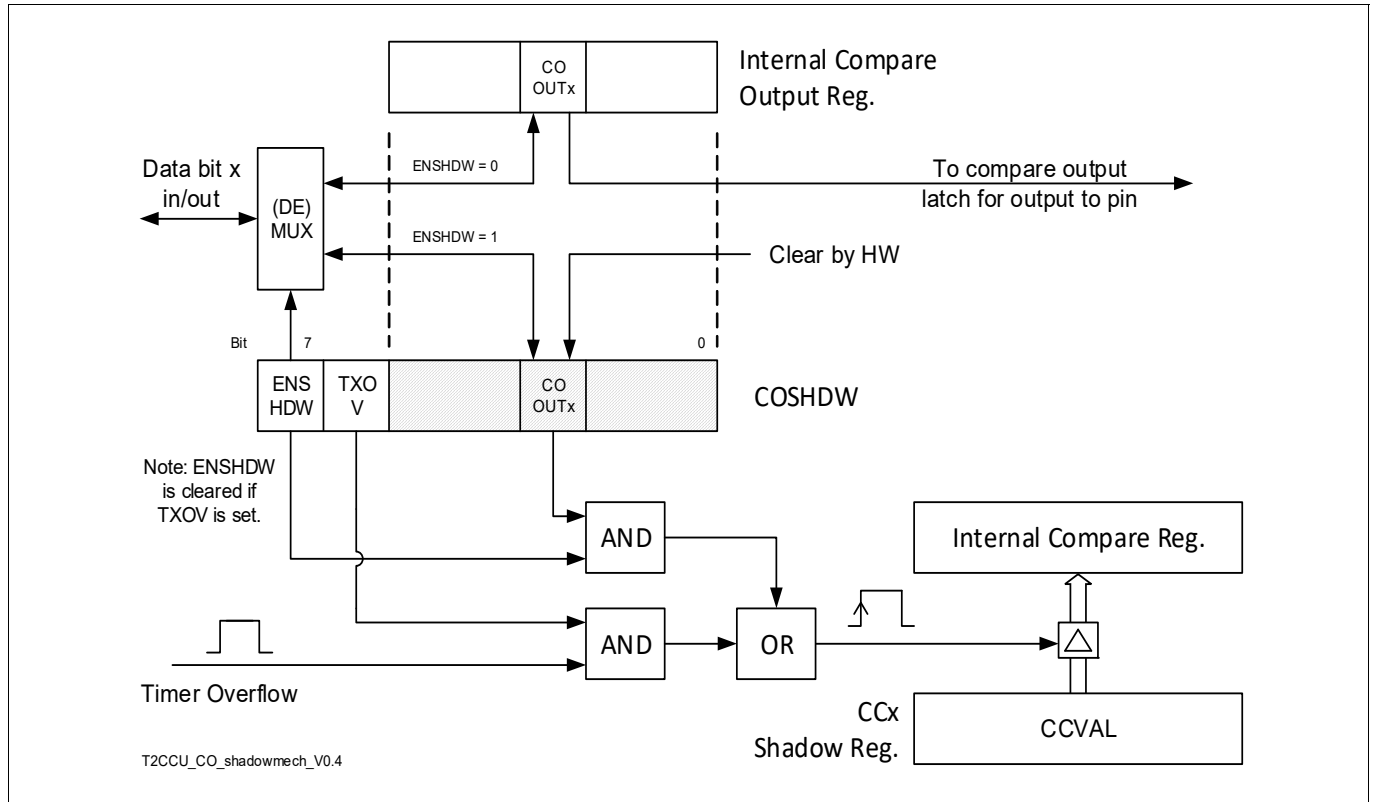 CO
OUTx
Internal Compare
Output Reg.
Data bit x
in/out
(DE)
MUX
ENSHDW = 0
To compare output
latch for output to pin
ENSHDW = 1
Clear by HW
Bit
7
0
ENS
HDW
TXO
V
CO
OUTx
COSHDW
Note: ENSHDW
is cleared if
TXOV is set.
AND
Internal Compare Reg.
AND
OR
Timer Overflow
CCx
Shadow Reg.
CCVAL
T2CCU_CO_shadowmech_V0.4